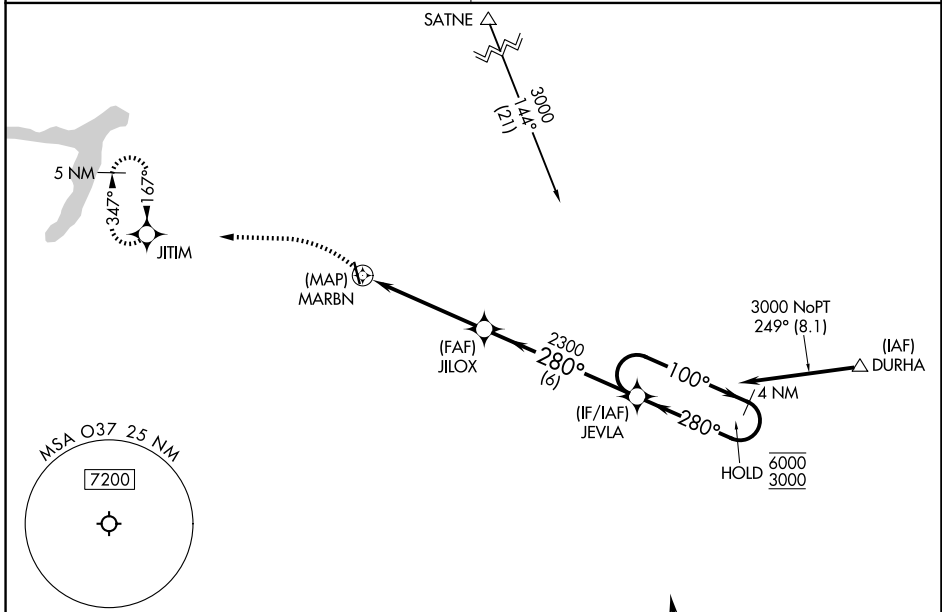 SATNE
3000
144°
(21)
5 NM
347°
167°
JITIM
(MAP)
MARBN
(FAF)
JILOX
2300
280°
(6)
3000 NoPT
249° (8.1)
(IAF)
DURHA
100°
4 NM
(IF/IAF)
JEVLA
280°
HOLD
6000
3000
MSA O37 25 NM
7200